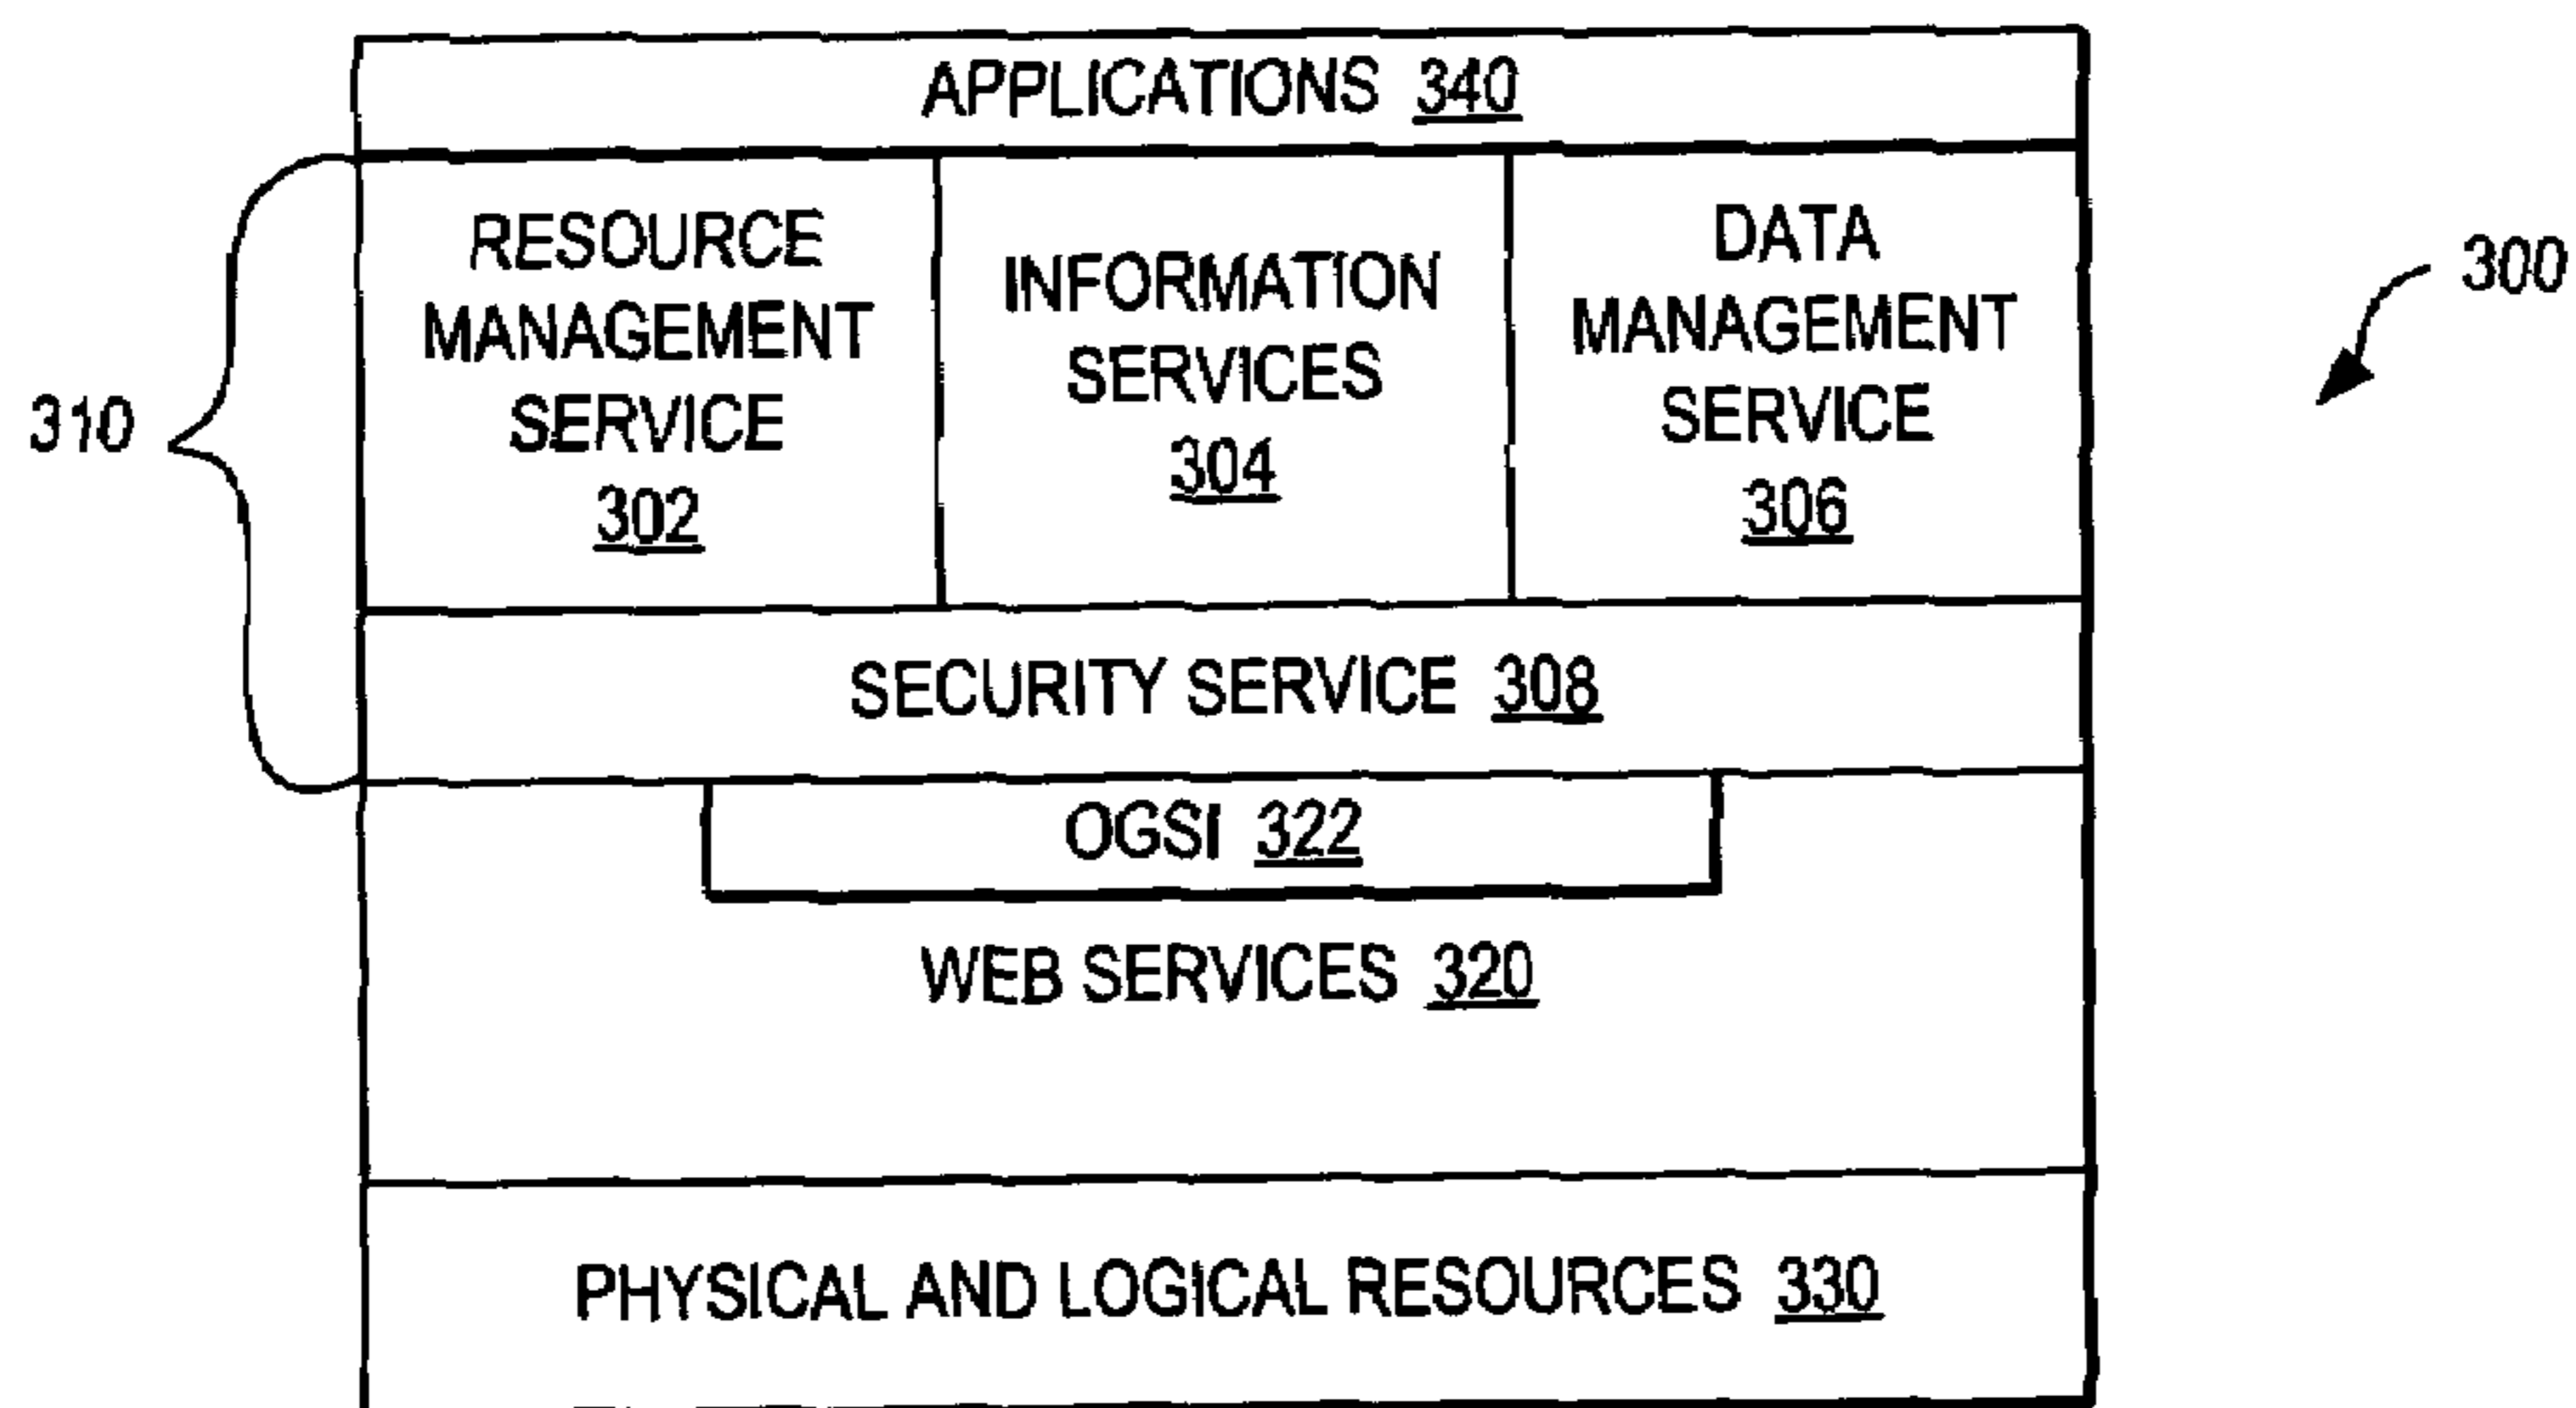 APPLICATIONS 340
RESOURCE
MANAGEMENT
SERVICE
302
INFORMATION
SERVICES
304
DATA
MANAGEMENT
SERVICE
306
300
310
SECURITY SERVICE 308
OGSI 322
WEB SERVICES 320
PHYSICAL AND LOGICAL RESOURCES 330